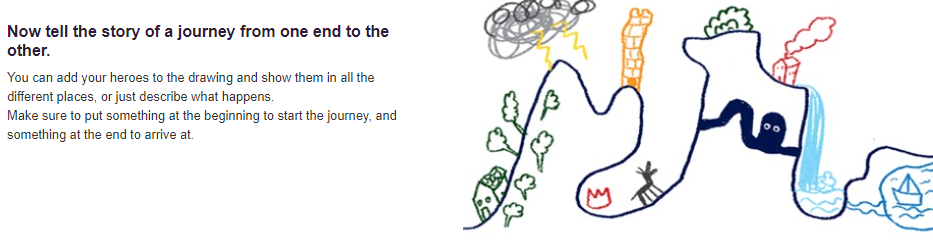 Now tell the story of a journey from one end to the
other.
You can add your heroes to the drawing and show them in all the
different places, or just describe what happens.
Make sure to put something at the beginning to start the journey, and
something at the end to arrive at.